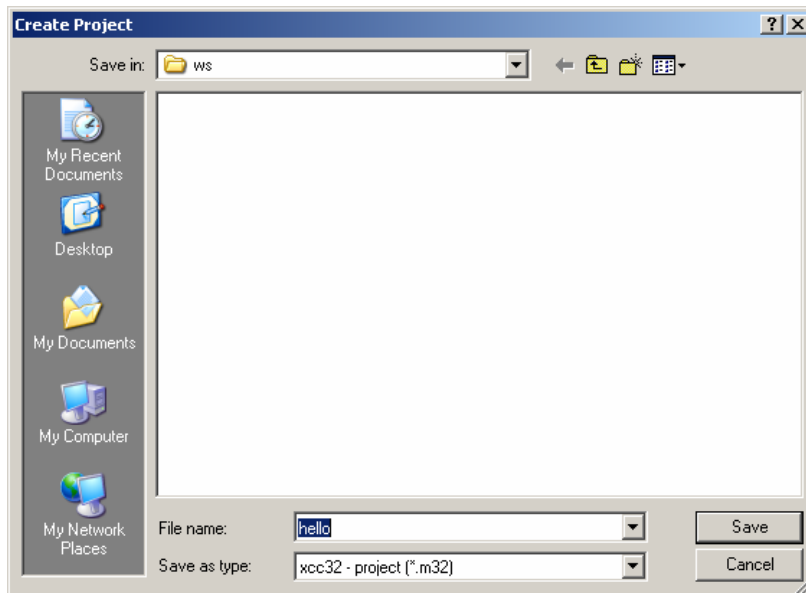 Create Project
Save in:
ws
My Recent
Documents
Desktop
My Documents
My Computer
My Network
Places
File name:
hello
Save
Save as type:
xcc32 - project (*.m32)
Cancel